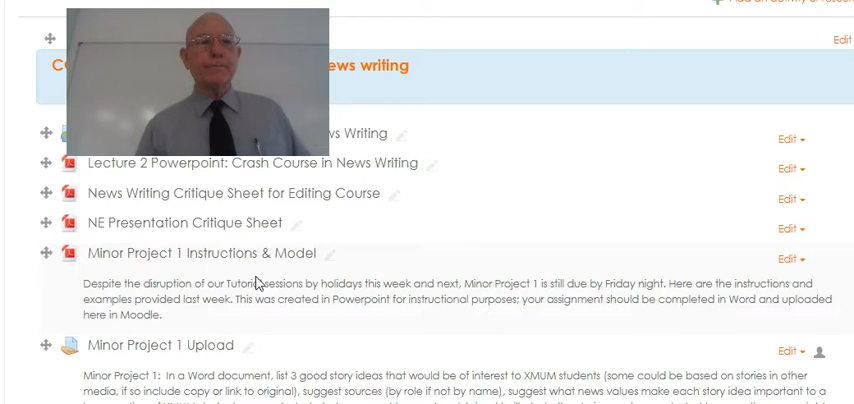 Edit
ews writing
ws Writing
Edit
Lecture 2 Powerpoint: Crash Course in News Writing
Edit
News Writing Critique Sheet for Editing Course
Edit
NE Presentation Critique Sheet
Edit
Minor Project 1 Instructions & Model
Edit
Despite the disruption of our Tutorial sessions by holidays this week and next, Minor Project 1 is still due by Friday night. Here are the instructions and
examples provided last week. This was created in Powerpoint for instructional purposes; your assignment should be completed in Word and uploaded
here in Moodle.
Minor Project 1 Upload
Edit
Minor Project 1: In a Word document, list 3 good story ideas that would be of interest to XMUM students (some could be based on stories in other
media, if so include copy or link to original), suggest sources (by role if not by name), suggest what news values make each story idea important to a